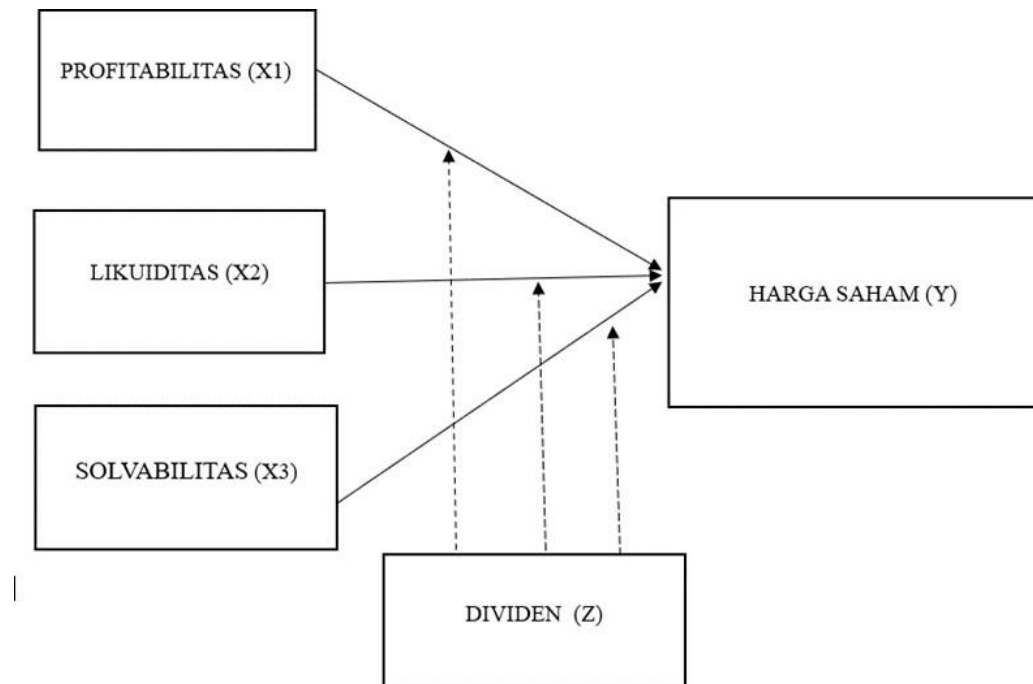 PROFITABILITAS (X1)
LIKUIDITAS (X2)
HARGA SAHAM (Y)
SOLVABILITAS (X3)
DIVIDEN (Z)